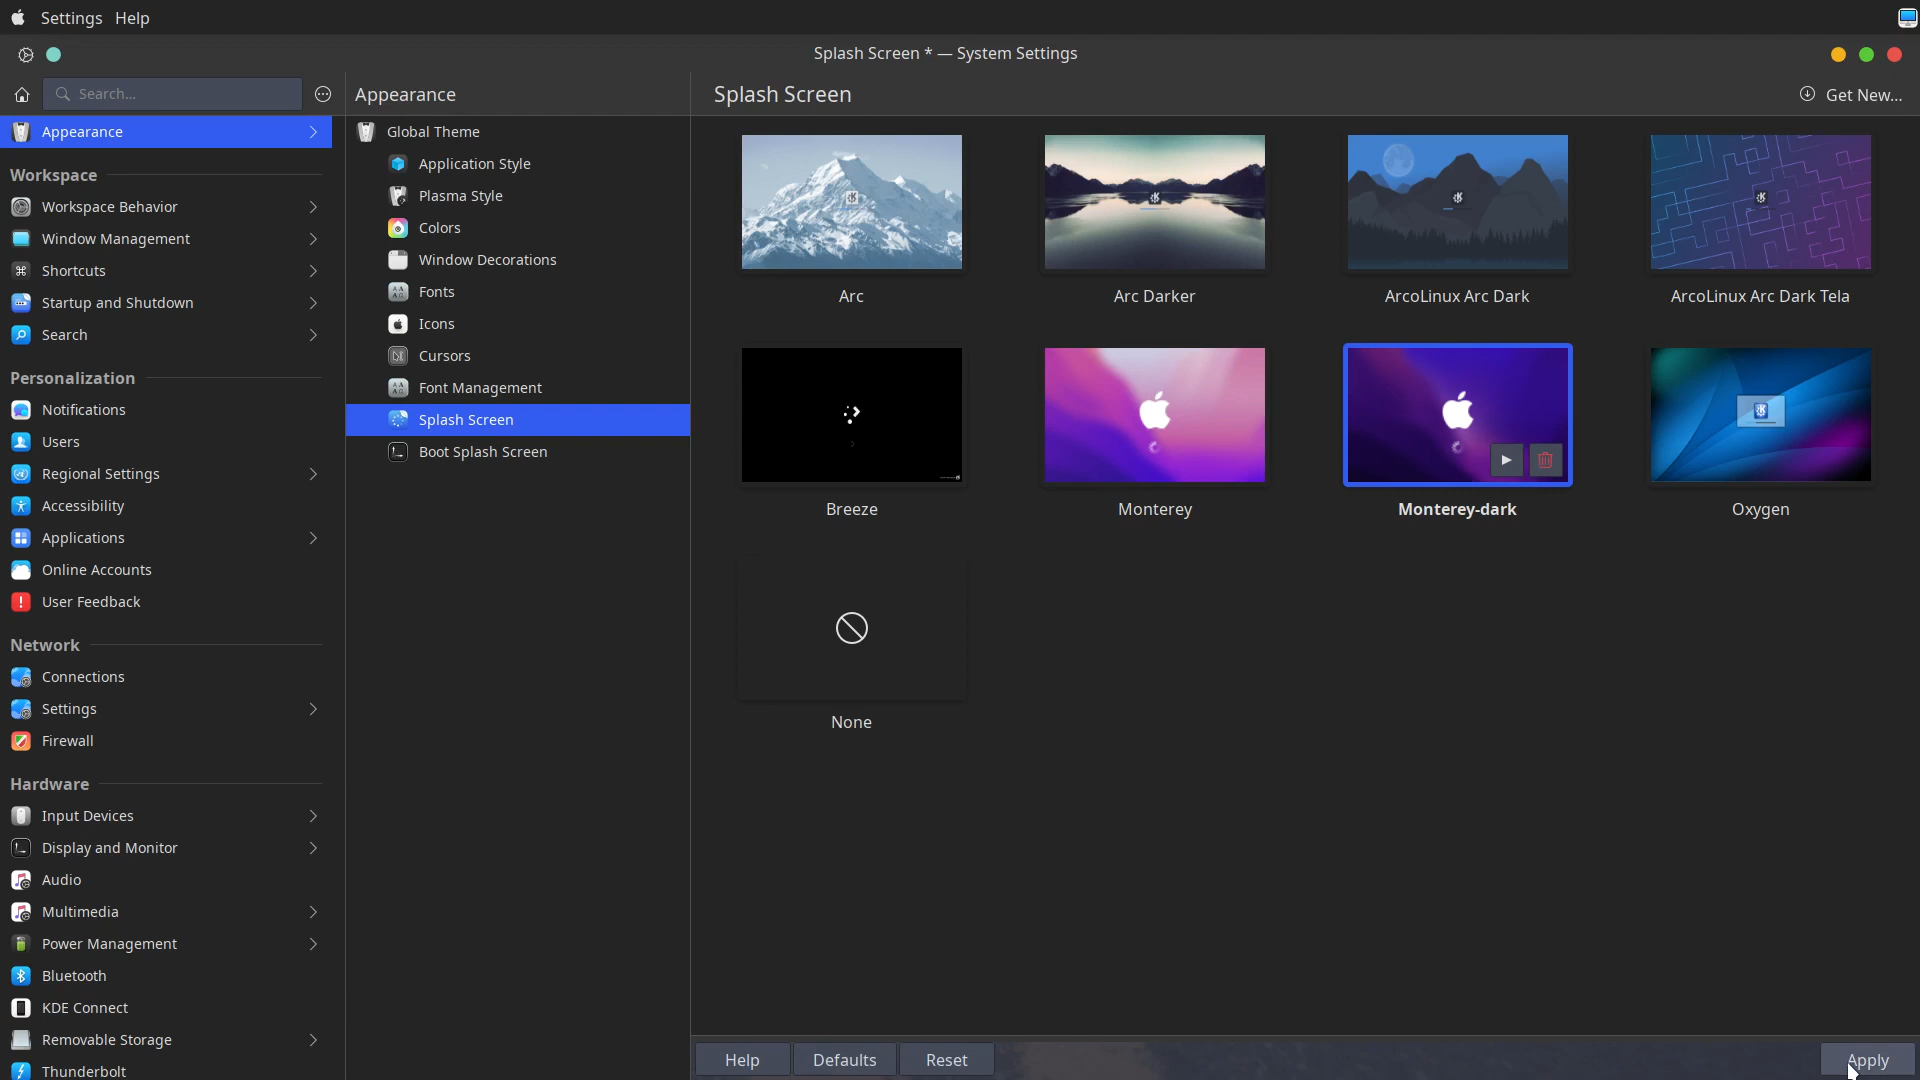 Settings Help
Splash Screen * — System Settings
Search...
Appearance
Splash Screen
Get New...
Appearance
Workspace
Workspace Behavior
Window Management
Shortcuts
Startup and Shutdown
Search
Personalization
Notifications
Users
Regional Settings
Accessibility
Applications
Online Accounts
User Feedback
Network
Connections
Settings
Firewall
Hardware
Input Devices
Display and Monitor
Audio
Multimedia
Power Management
Bluetooth
KDE Connect
Removable Storage
Thunderbolt
Global Theme
Application Style
Plasma Style
Colors
Window Decorations
Fonts
Icons
Cursors
Font Management
Splash Screen
Boot Splash Screen
Arc
Arc Darker
ArcoLinux Arc Dark
ArcoLinux Arc Dark Tela
Breeze
Monterey
Monterey-dark
Oxygen
None
Help
Defaults
Reset
Apply